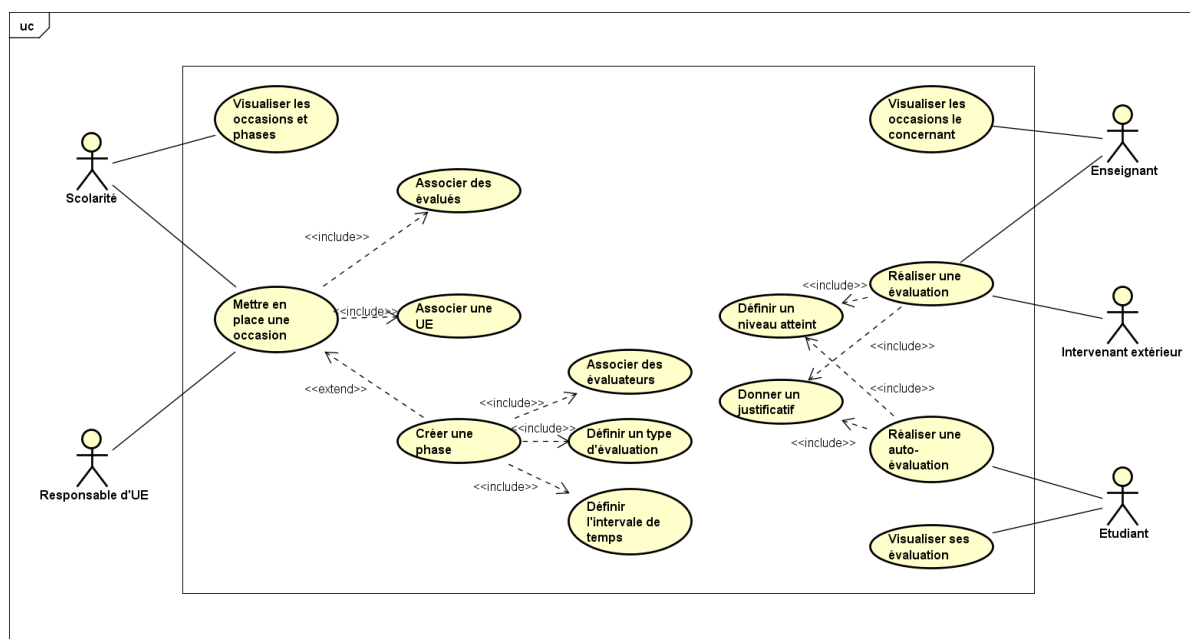 uc
Visualiser les
occasions et
phases
Visualiser les
occasions le
concernant
Scolarité
Enseignant
Associer des
évalués
<<include>>
Mettre en
place une
occasion
<<include>>
Associer une
UE
<<extend>>
Créer une
phase
<<include>>
Associer des
évaluateurs
<<include>>
Définir un type
d'évaluation
<<include>>
Définir
l'intervale de
temps
Responsable d'UE
Réaliser une
évaluation
<<include>>
Définir un
niveau atteint
<<include>>
Intervenant extérieur
Donner un
justificatif
<<include>>
<<include>>
Réaliser une
auto-
évaluation
Visualiser ses
évaluation
Etudiant